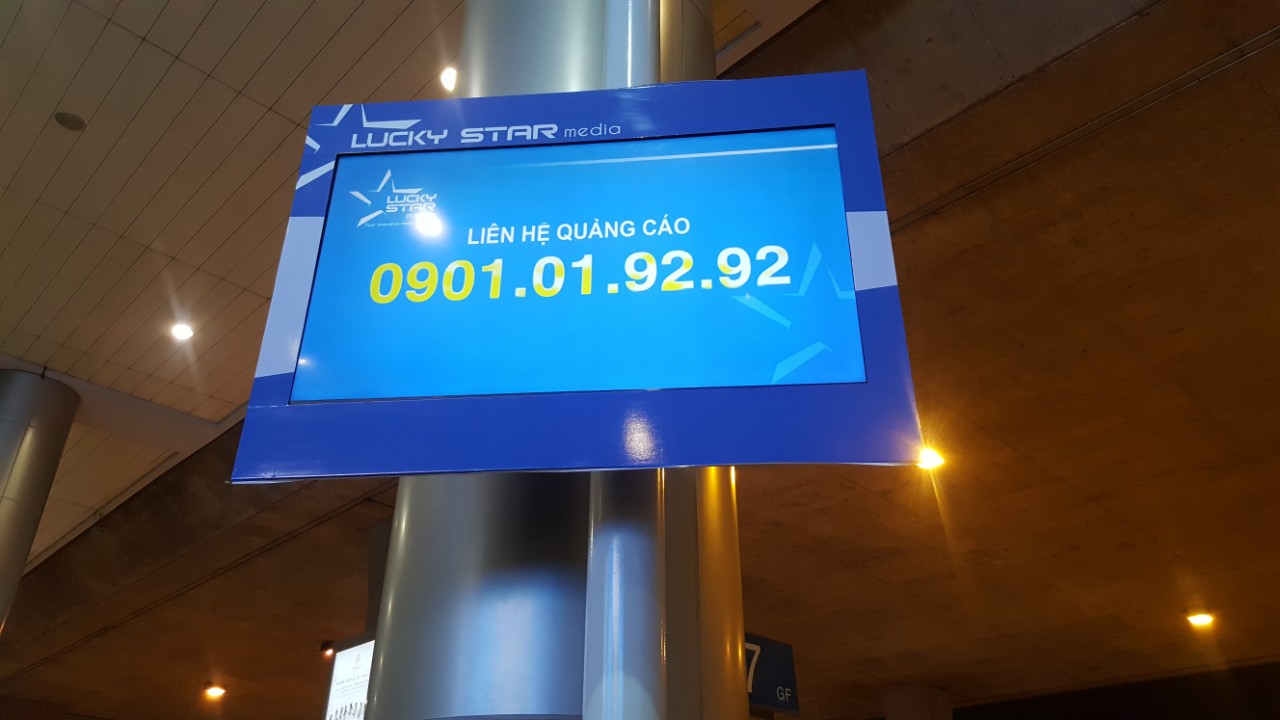 LUCKY STAR media
LUCKY
STAR
LIÊN HỆ QUẢNG CÁO
0901.01.92.92
7
GF